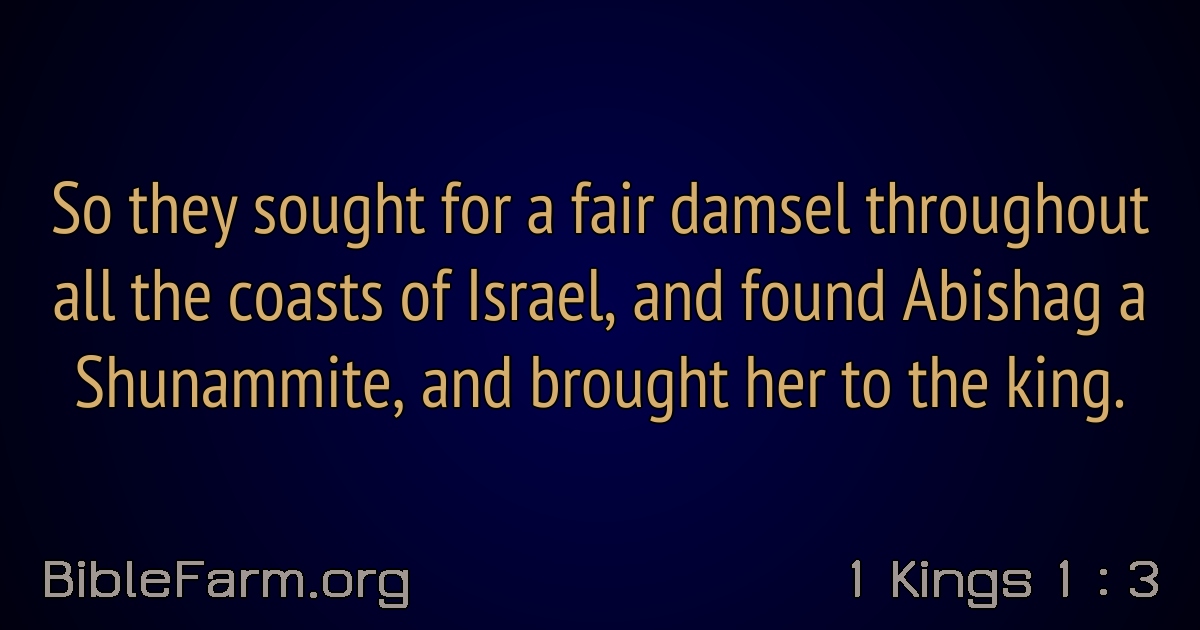 So they sought for a fair damsel throughout
all the coasts of Israel, and found Abishag a
Shunammite, and brought her to the king.
BibleFarm.org
1 Kings 1 : 3